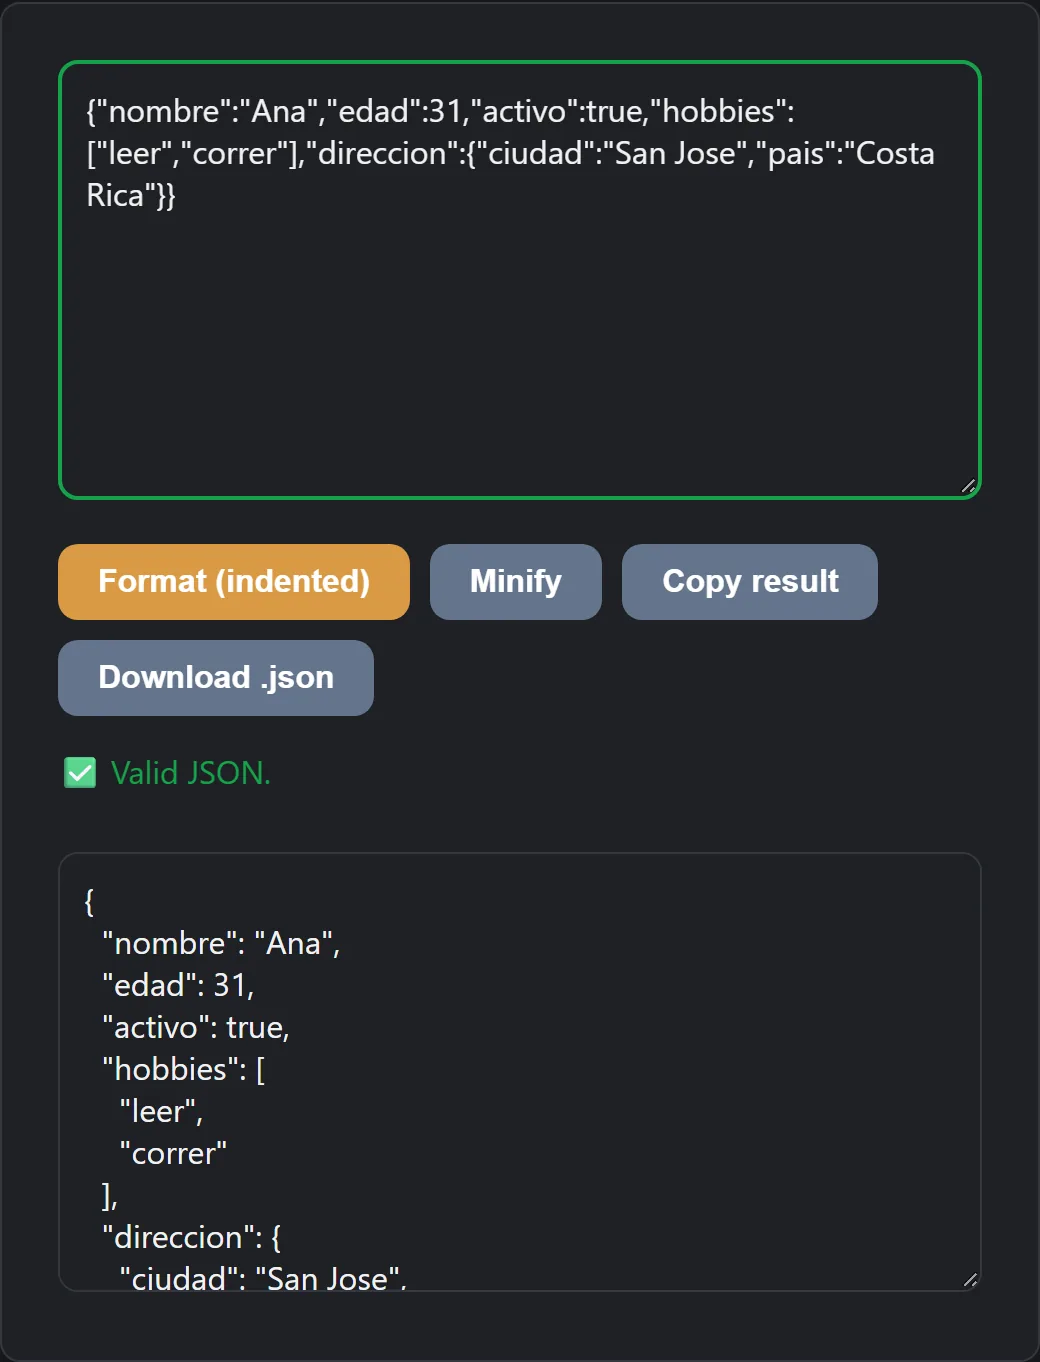 {"nombre":"Ana","edad":31,"activo":true,"hobbies":
["leer","correr"],"direccion":{"ciudad":"San Jose","pais":"Costa
Rica"}}
Format (indented) Minify Copy result
Download .json
✅ Valid JSON.
{
  "nombre": "Ana",
  "edad": 31,
  "activo": true,
  "hobbies": [
    "leer",
    "correr"
  ],
  "direccion": {
    "ciudad": "San Jose",